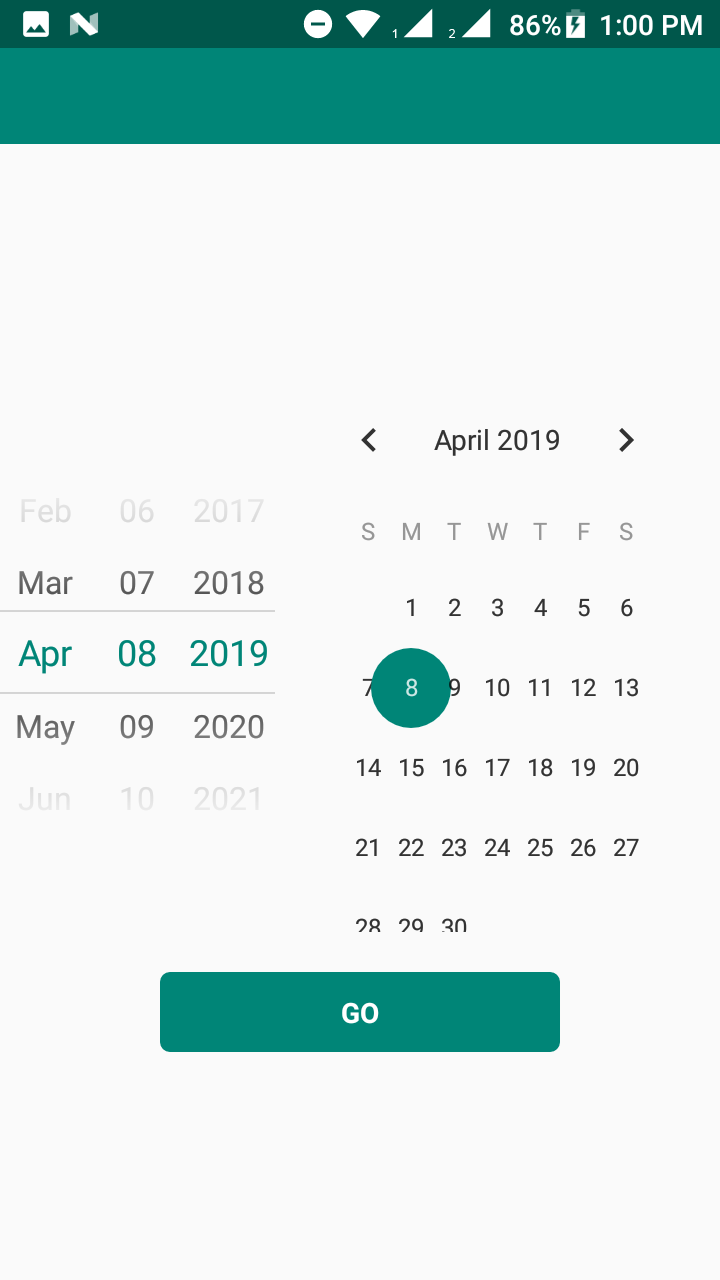 1 2 86% 1:00 PM
April 2019
S M T W T F S
1 2 3 4 5 6
7 8 9 10 11 12 13
14 15 16 17 18 19 20
21 22 23 24 25 26 27
28 29 30
Feb 06 2017
Mar 07 2018
Apr 08 2019
May 09 2020
Jun 10 2021
GO